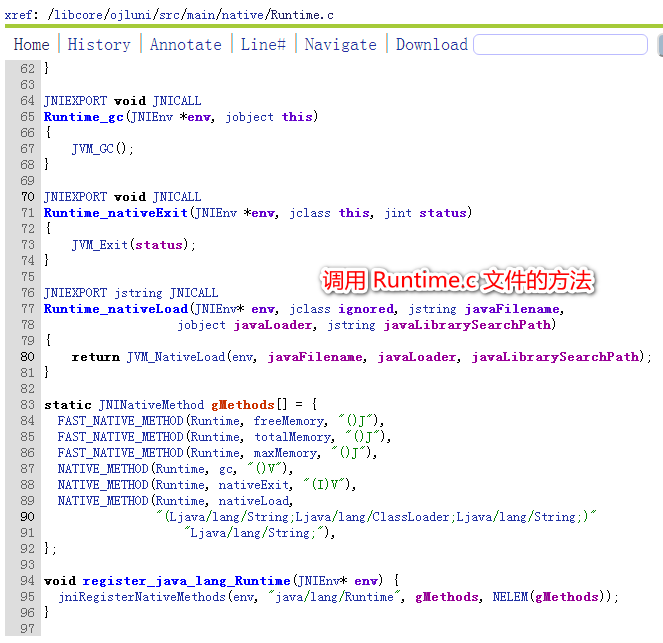 xref: /libcore/ojluni/src/main/native/Runtime.c
Home History Annotate Line# Navigate Download
62 }
63
64 JNIEXPORT void JNICALL
65 Runtime_gc(JNIEnv *env, jobject this)
66 {
67     JVM_GC();
68 }
69
70 JNIEXPORT void JNICALL
71 Runtime_nativeExit(JNIEnv *env, jclass this, jint status)
72 {
73     JVM_Exit(status);
74 }
75
调用 Runtime.c 文件的方法
76 JNIEXPORT jstring JNICALL
77 Runtime_nativeLoad(JNIEnv* env, jclass ignored, jstring javaFilename,
78                    jobject javaLoader, jstring javaLibrarySearchPath)
79 {
80     return JVM_NativeLoad(env, javaFilename, javaLoader, javaLibrarySearchPath);
81 }
82
83 static JNINativeMethod gMethods[] = {
84   FAST_NATIVE_METHOD(Runtime, freeMemory, "()J"),
85   FAST_NATIVE_METHOD(Runtime, totalMemory, "()J"),
86   FAST_NATIVE_METHOD(Runtime, maxMemory, "()J"),
87   NATIVE_METHOD(Runtime, gc, "()V"),
88   NATIVE_METHOD(Runtime, nativeExit, "(I)V"),
89   NATIVE_METHOD(Runtime, nativeLoad,
90                 "(Ljava/lang/String;Ljava/lang/ClassLoader;Ljava/lang/String;)"
91                     "Ljava/lang/String;"),
92 };
93
94 void register_java_lang_Runtime(JNIEnv* env) {
95   jniRegisterNativeMethods(env, "java/lang/Runtime", gMethods, NELEM(gMethods));
96 }
97